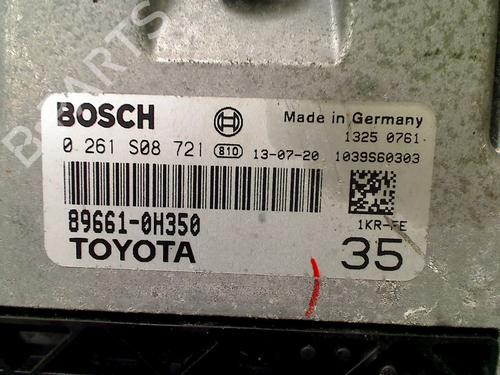 BOSCH Made in Germany
1325 0761
0 261 S08 721 810 13-07-20 1039S60303
89661-0H350 1KR-FE
TOYOTA 35